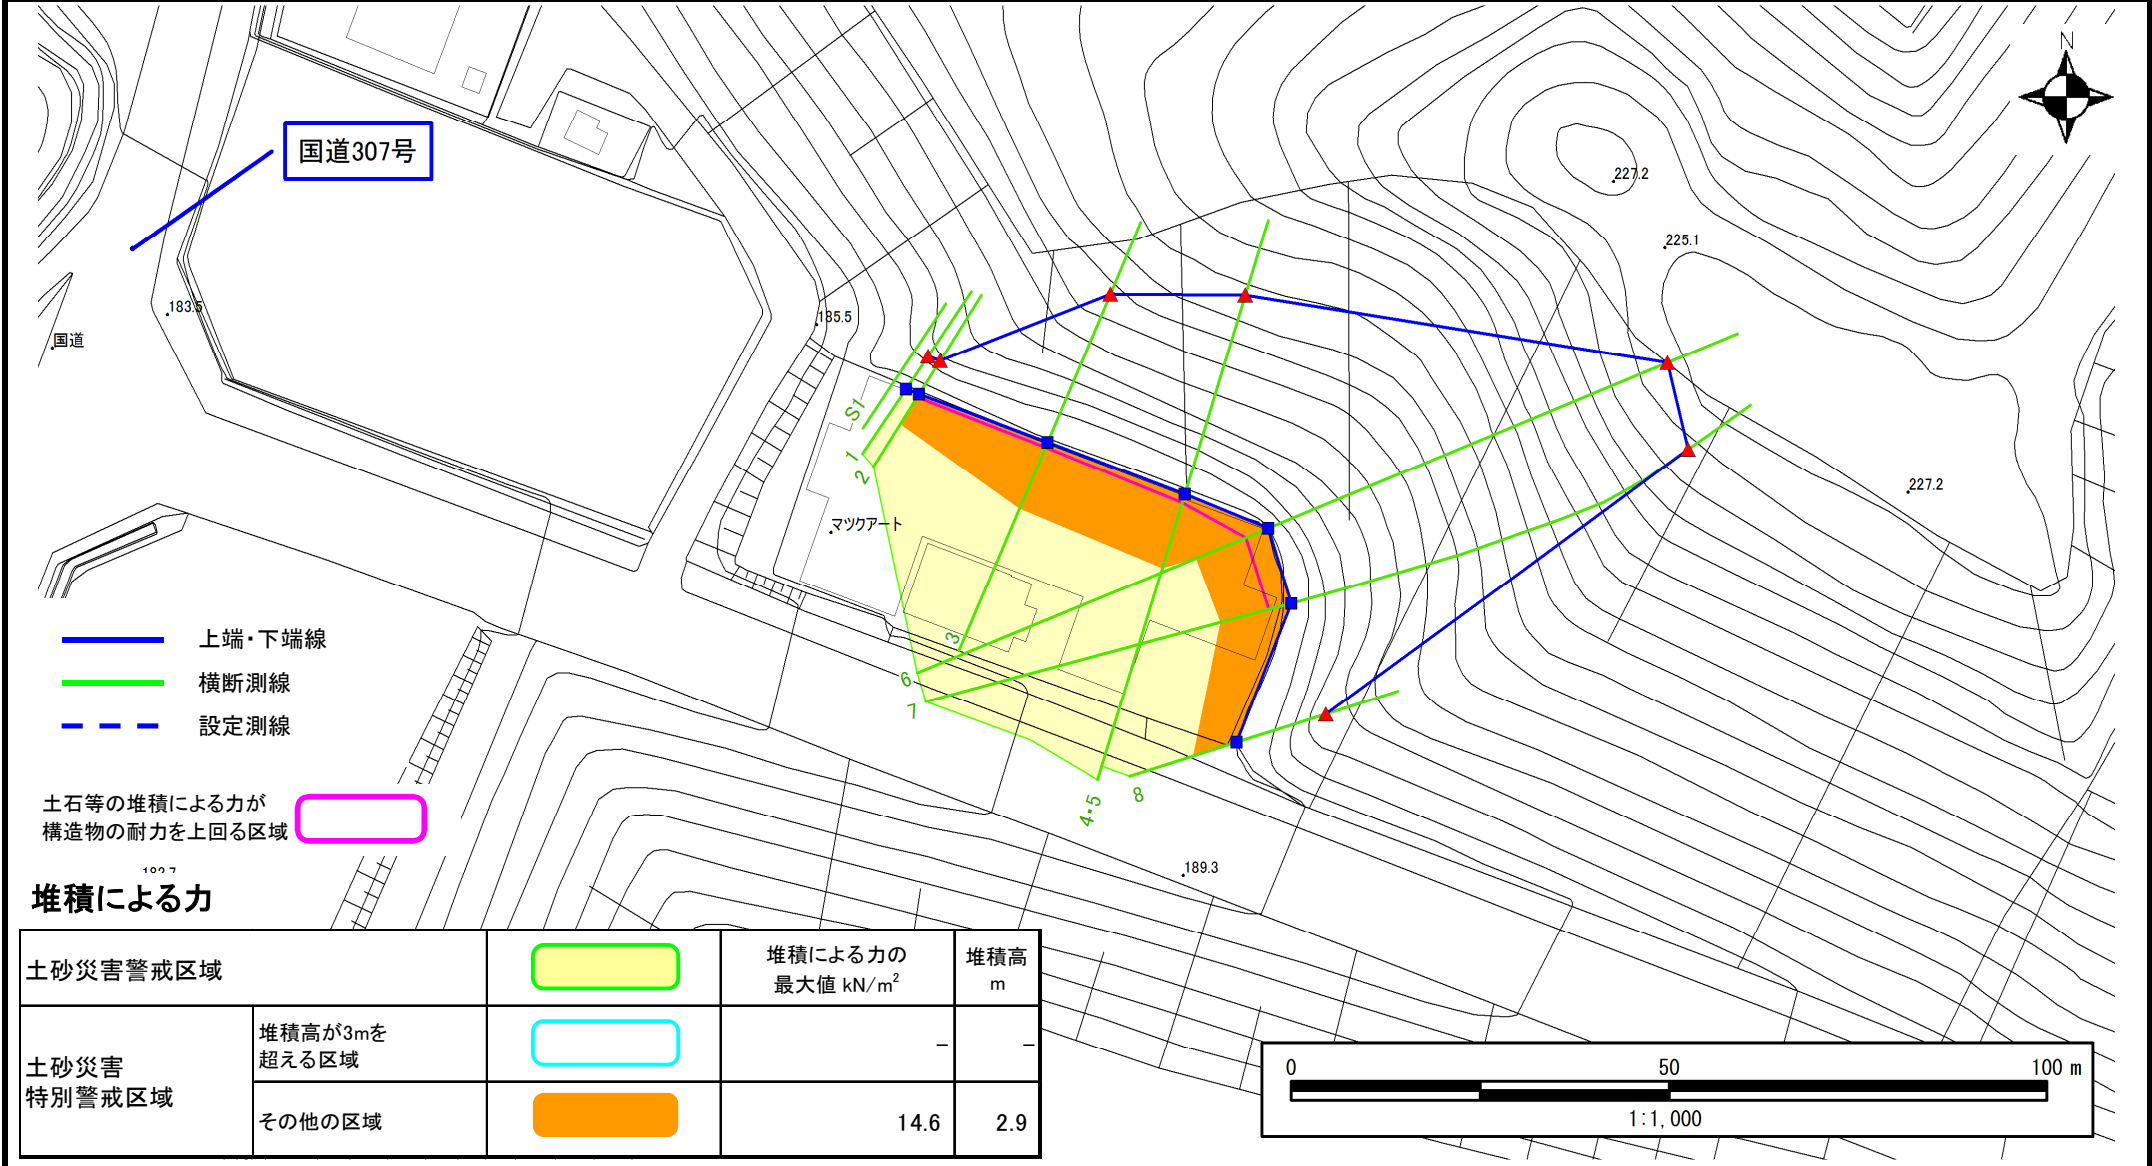 N
国道307号
227.2
225.1
183.5
185.5
国道
S1
1
2
227.2
マツクアート
3
6
7
4・5
8
189.3
上端・下端線
横断測線
設定測線
土石等の堆積による力が
構造物の耐力を上回る区域
堆積による力
土砂災害警戒区域
堆積による力の
最大値 kN/m²
堆積高
m
土砂災害
特別警戒区域
堆積高が3mを
超える区域
－
－
その他の区域
14.6
2.9
0
50
100 m
1:1,000